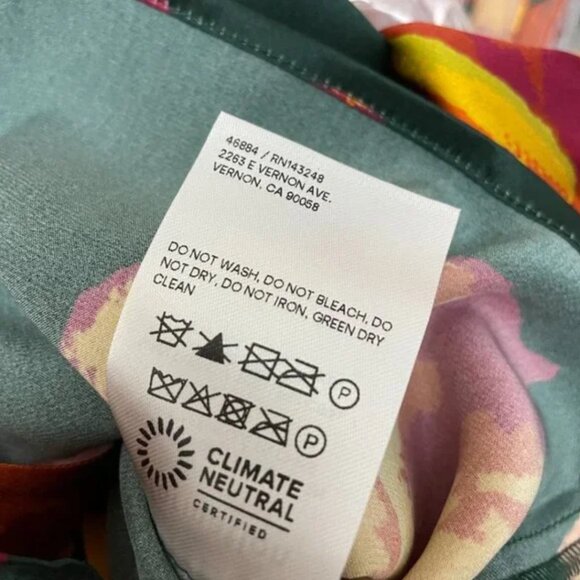 46884 / RN143248
2263 E VERNON AVE.
VERNON, CA 90058
DO NOT WASH, DO NOT BLEACH, DO
NOT DRY, DO NOT IRON, GREEN DRY
CLEAN
P
P
CLIMATE
NEUTRAL
CERTIFIED